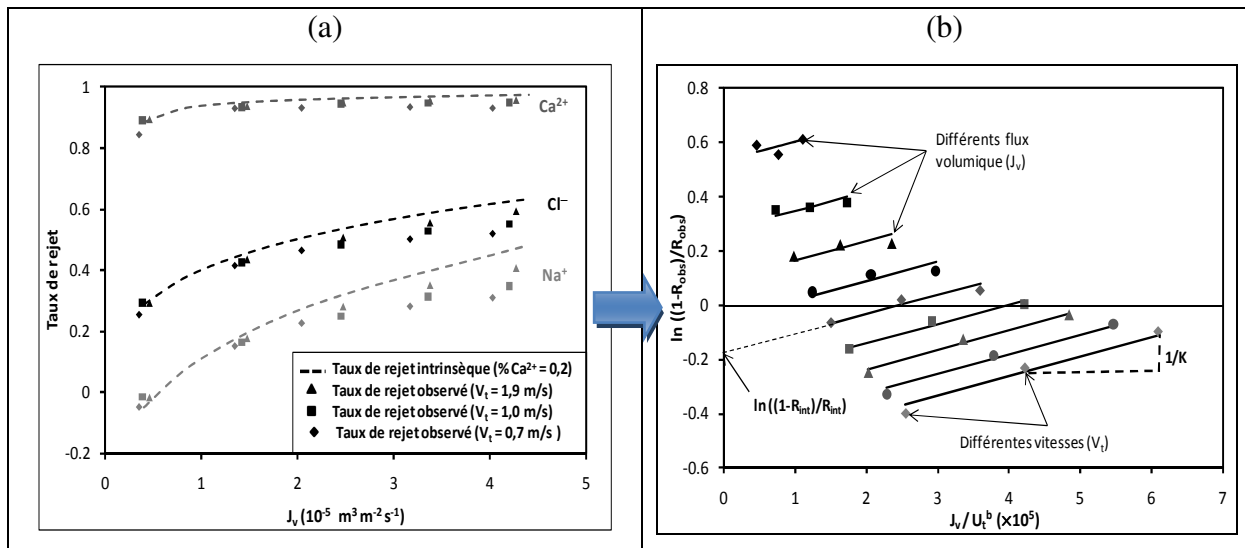 (a)
(b)
Taux de rejet
1
0.8
0.6
0.4
0.2
0
-0.2
Ca²⁺
Cl⁻
Na⁺
Taux de rejet intrinsèque (% Ca²⁺ = 0,2)
Taux de rejet observé (Vₜ = 1,9 m/s)
Taux de rejet observé (Vₜ = 1,0 m/s)
Taux de rejet observé (Vₜ = 0,7 m/s )
0 1 2 3 4 5
Jᵥ (10⁻⁵ m³ m⁻² s⁻¹)
ln ((1-Robs)/Robs)
0.8
0.6
0.4
0.2
0
-0.2
-0.4
-0.6
Différents flux
volumique (Jᵥ)
1/K
ln ((1-Rint)/Rint)
Différentes vitesses (Vₜ)
0 1 2 3 4 5 6 7
Jᵥ / Uₜᵇ (×10⁵)